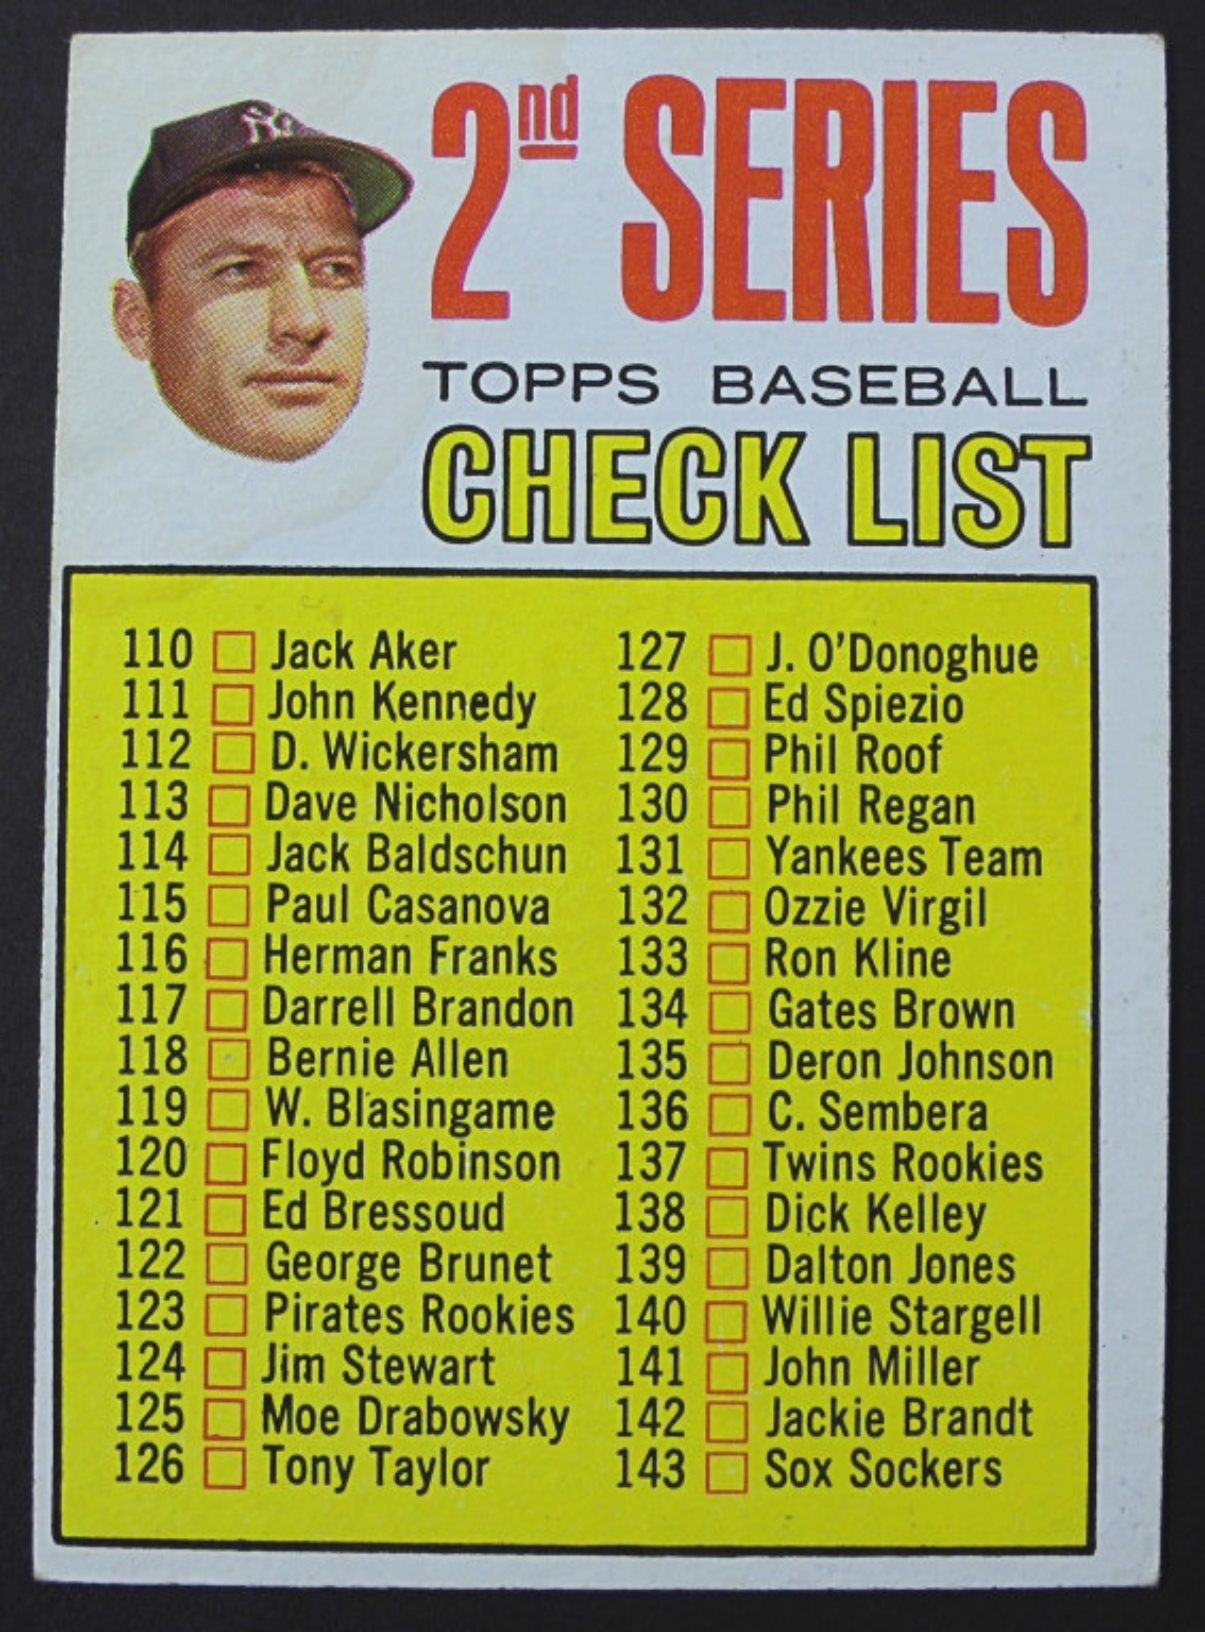 NY
2nd SERIES
TOPPS BASEBALL
CHECK LIST
110 Jack Aker
111 John Kennedy
112 D. Wickersham
113 Dave Nicholson
114 Jack Baldschun
115 Paul Casanova
116 Herman Franks
117 Darrell Brandon
118 Bernie Allen
119 W. Blasingame
120 Floyd Robinson
121 Ed Bressoud
122 George Brunet
123 Pirates Rookies
124 Jim Stewart
125 Moe Drabowsky
126 Tony Taylor
127 J. O'Donoghue
128 Ed Spiezio
129 Phil Roof
130 Phil Regan
131 Yankees Team
132 Ozzie Virgil
133 Ron Kline
134 Gates Brown
135 Deron Johnson
136 C. Sembera
137 Twins Rookies
138 Dick Kelley
139 Dalton Jones
140 Willie Stargell
141 John Miller
142 Jackie Brandt
143 Sox Sockers